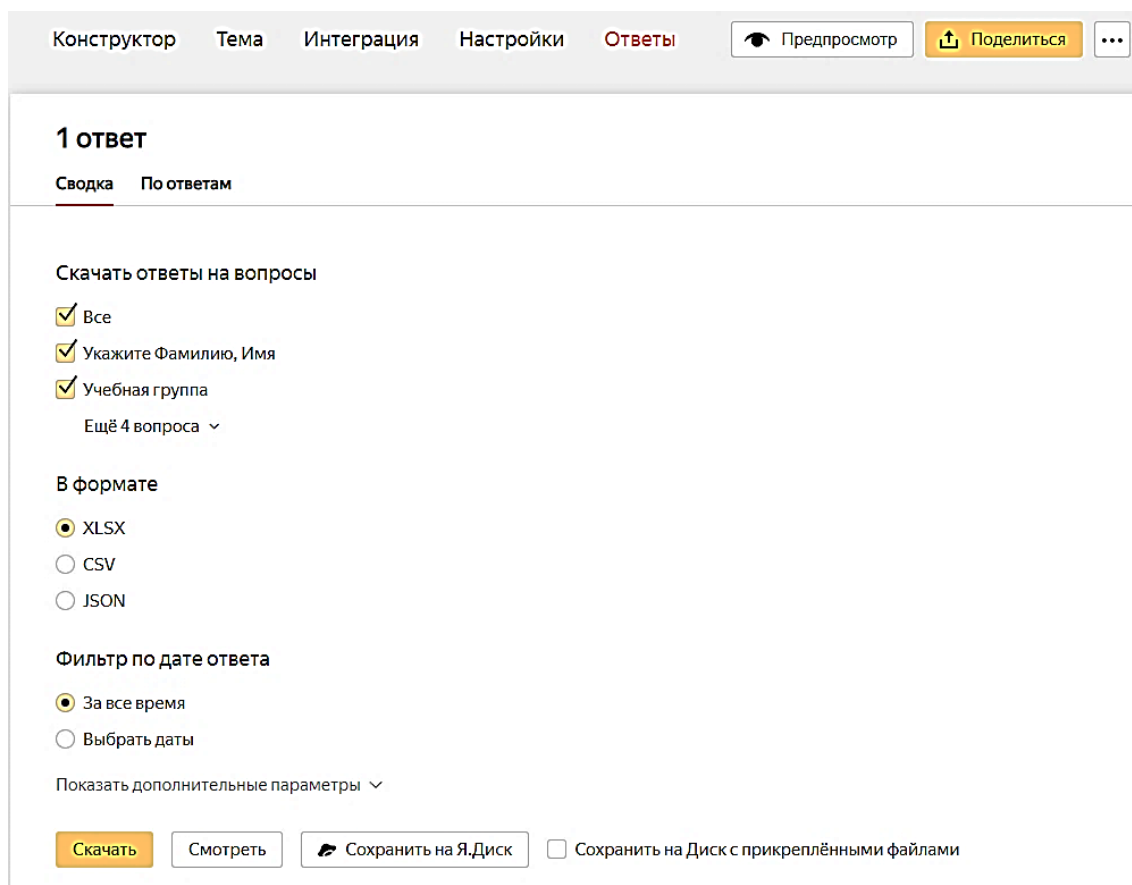 Конструктор Тема Интеграция Настройки Ответы Предпросмотр Поделиться
1 ответ
Сводка По ответам
Скачать ответы на вопросы
Все
Укажите Фамилию, Имя
Учебная группа
Ещё 4 вопроса
В формате
XLSX
CSV
JSON
Фильтр по дате ответа
За все время
Выбрать даты
Показать дополнительные параметры
Скачать Смотреть Сохранить на Я.Диск Сохранить на Диск с прикреплёнными файлами